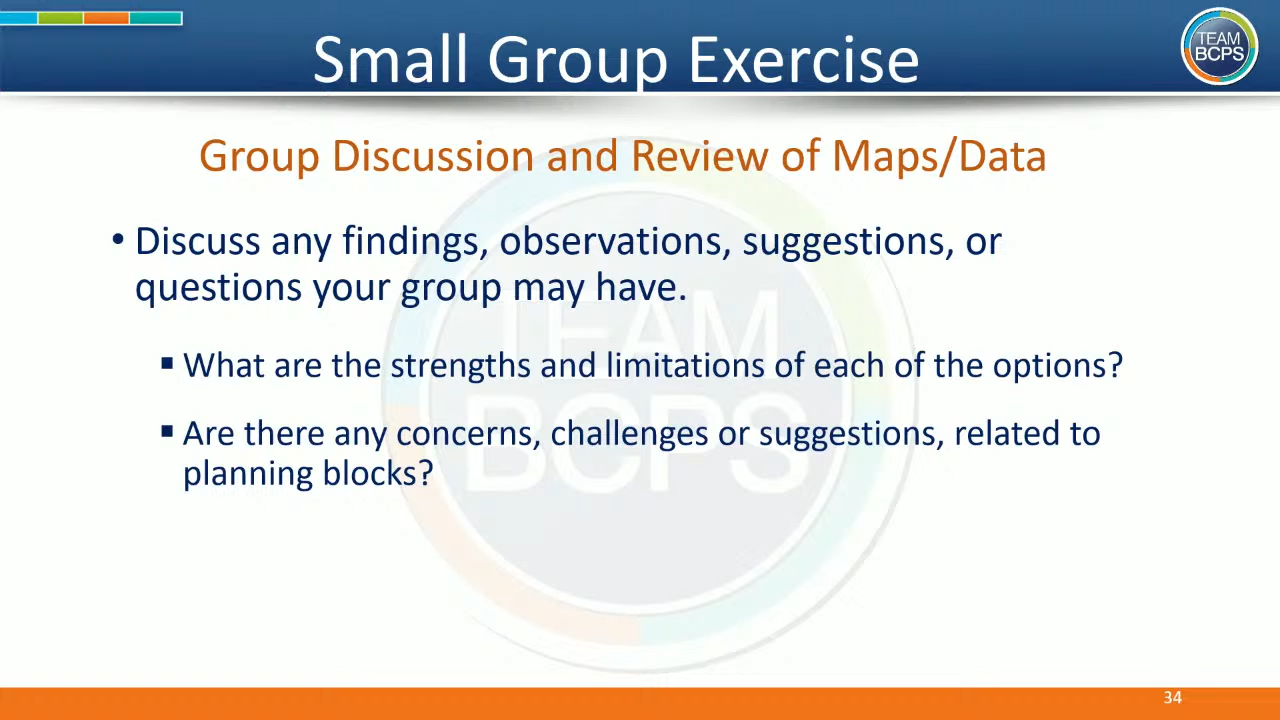 Small Group Exercise
TEAM
BCPS
Group Discussion and Review of Maps/Data
• Discuss any findings, observations, suggestions, or
questions your group may have.
▪ What are the strengths and limitations of each of the options?
▪ Are there any concerns, challenges or suggestions, related to
planning blocks?
TEAM
BCPS
34